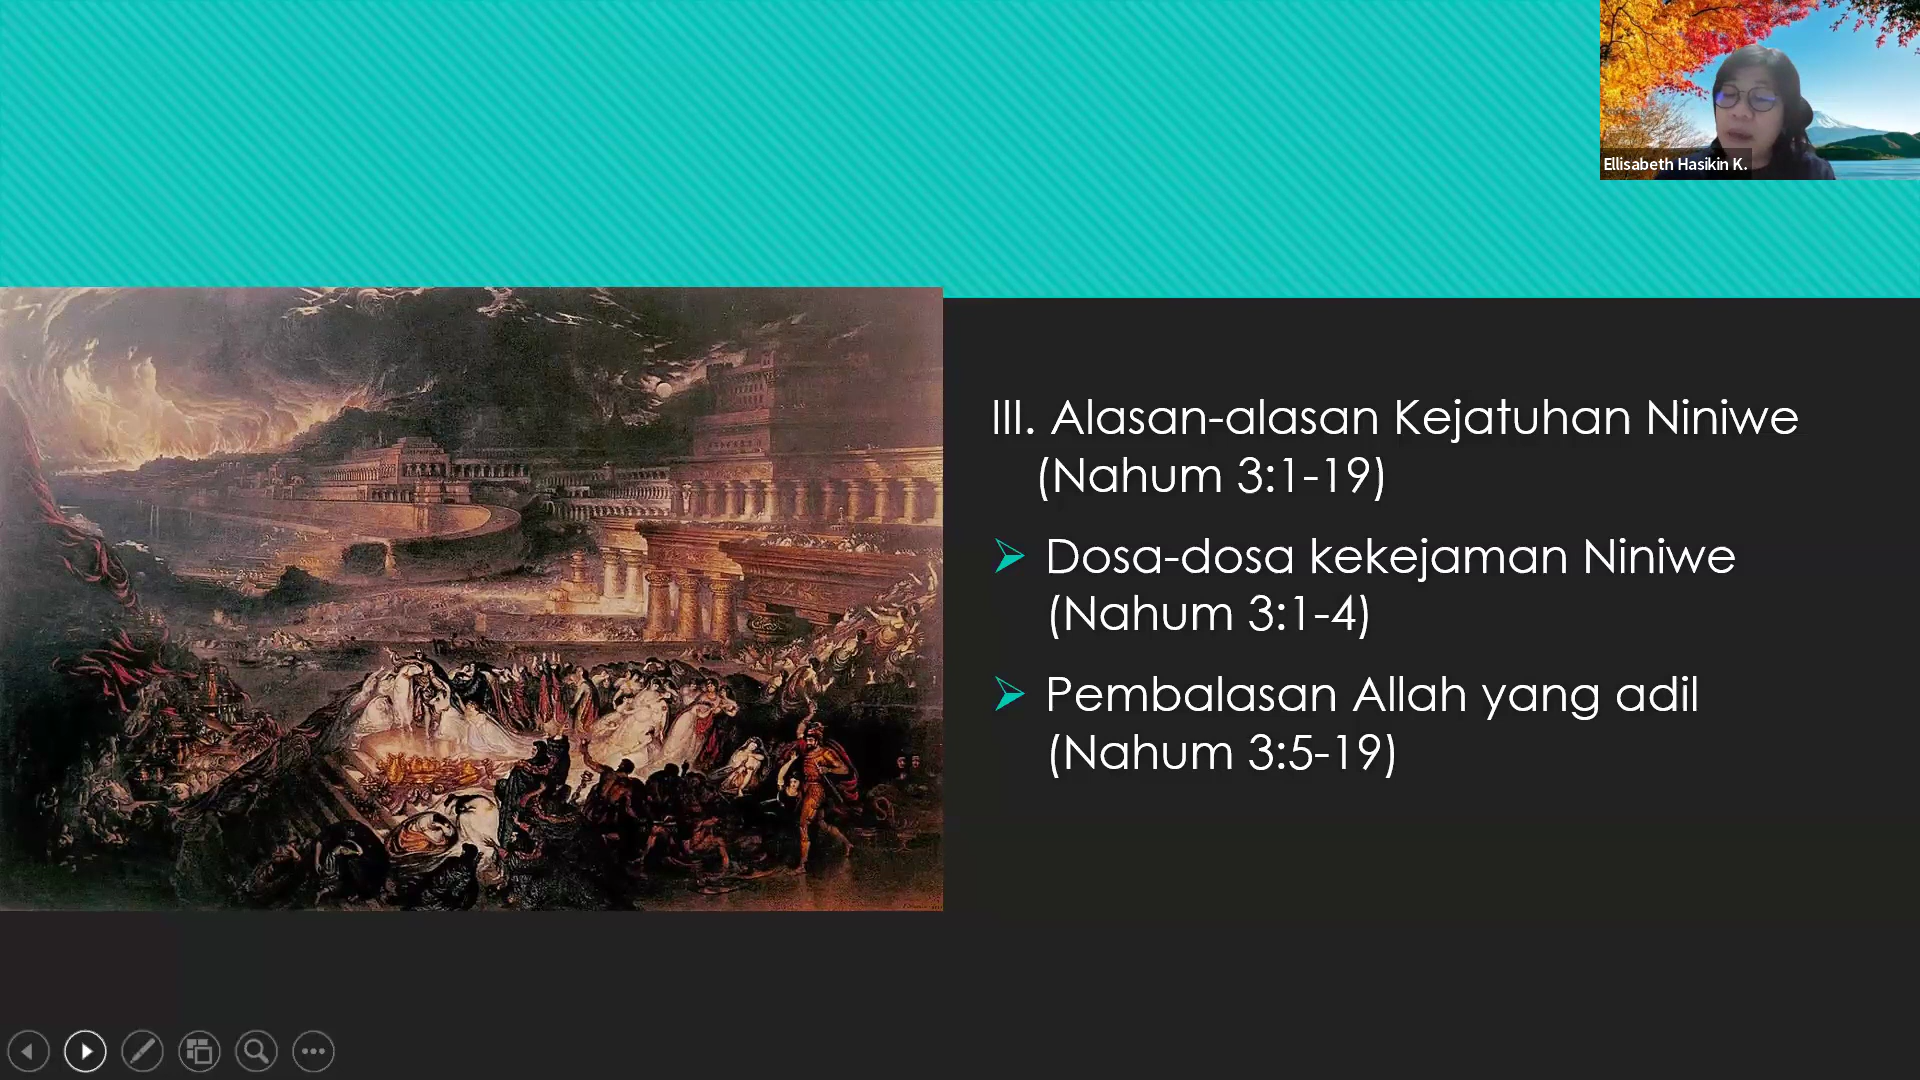 Ellisabeth Hasikin K.
III. Alasan-alasan Kejatuhan Niniwe
(Nahum 3:1-19)
Dosa-dosa kekejaman Niniwe
(Nahum 3:1-4)
Pembalasan Allah yang adil
(Nahum 3:5-19)